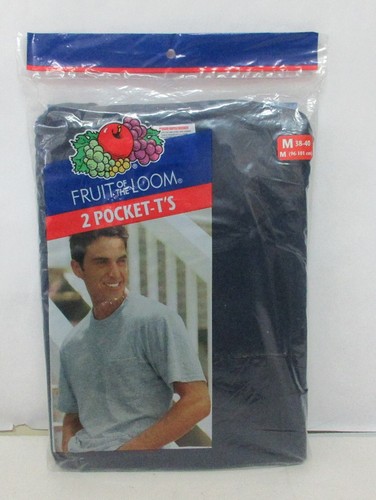 FRUIT OF THE LOOM®
2 POCKET-T'S
M 38-40